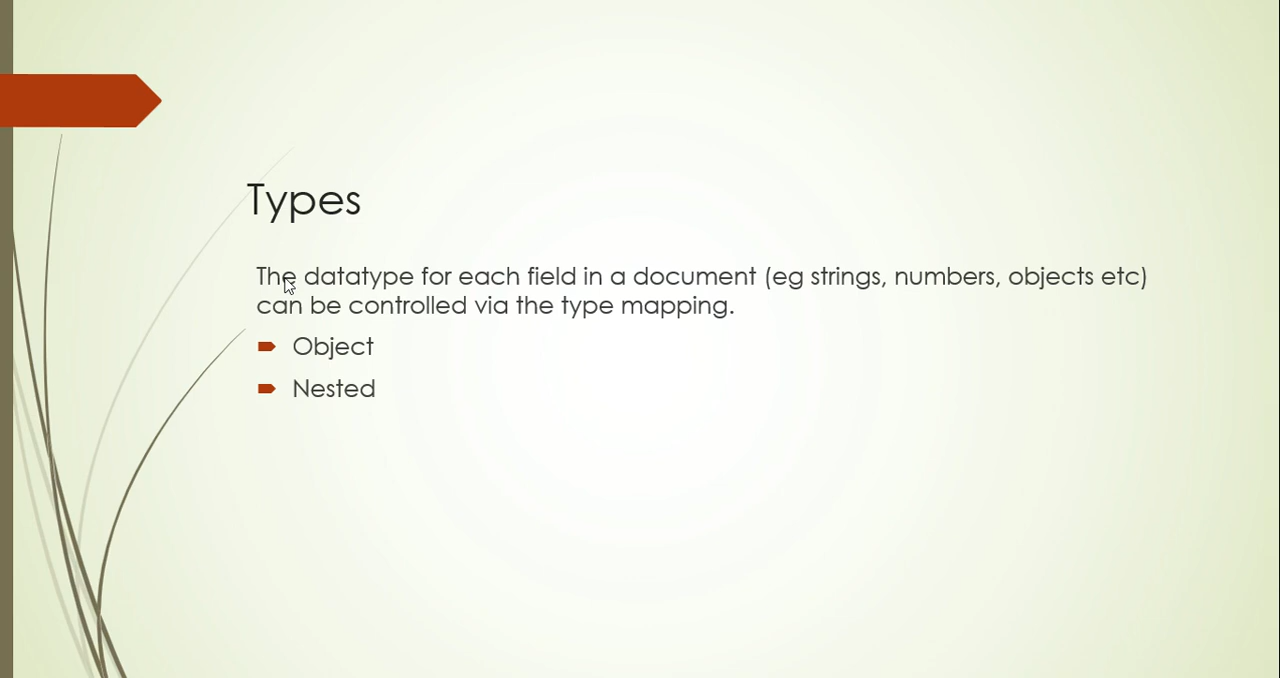 Types
The datatype for each field in a document (eg strings, numbers, objects etc)
can be controlled via the type mapping.
Object
Nested